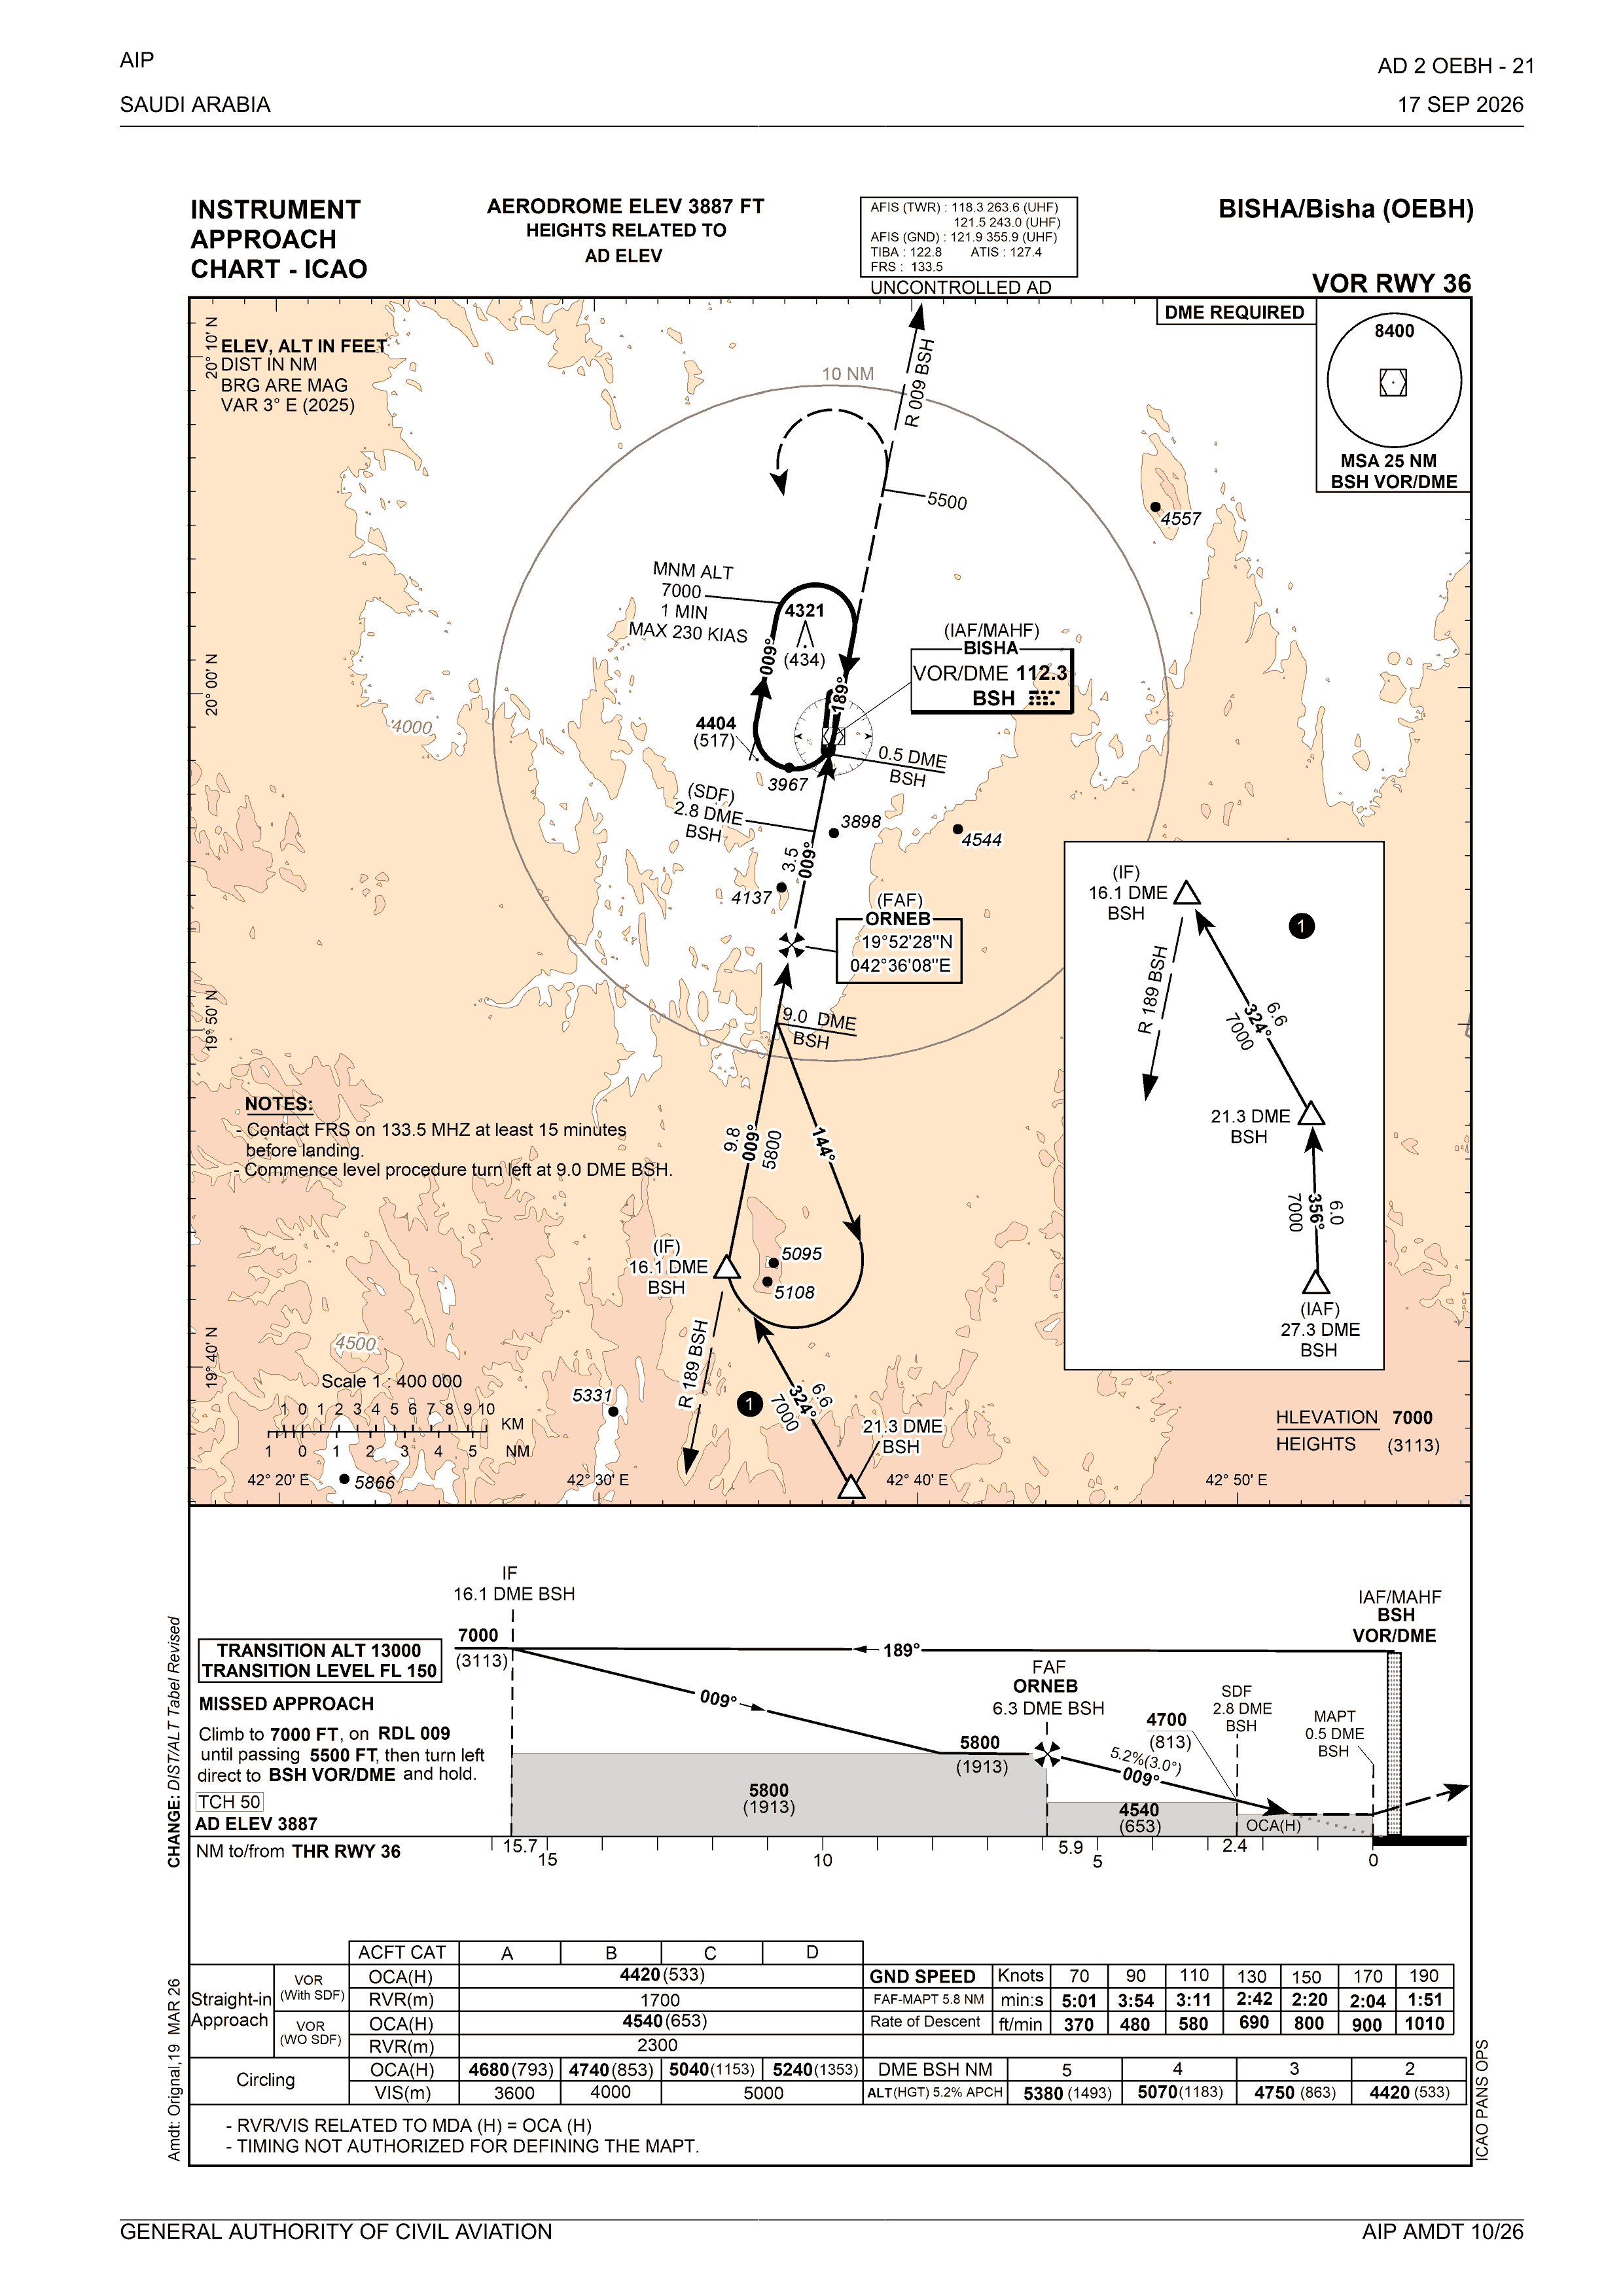 AIP
AD 2 OEBH - 21
SAUDI ARABIA
17 SEP 2026
INSTRUMENT
APPROACH
CHART - ICAO
AERODROME ELEV 3887 FT
HEIGHTS RELATED TO
AD ELEV
AFIS (TWR) : 118.3 263.6 (UHF)
121.5 243.0 (UHF)
AFIS (GND) : 121.9 355.9 (UHF)
TIBA : 122.8 ATIS : 127.4
FRS : 133.5
UNCONTROLLED AD
BISHA/Bisha (OEBH)
VOR RWY 36
DME REQUIRED
8400
MSA 25 NM
BSH VOR/DME
ELEV, ALT IN FEET
DIST IN NM
BRG ARE MAG
VAR 3° E (2025)
20° 10' N
10 NM
R 009 BSH
5500
4557
MNM ALT
7000
1 MIN
MAX 230 KIAS
4321
(434)
009°
189°
(IAF/MAHF)
BISHA
VOR/DME 112.3
BSH
20° 00' N
4000
4404
(517)
3967
0.5 DME
BSH
(SDF)
2.8 DME
BSH
3898
4544
3.5
009°
4137
(FAF)
ORNEB
19°52'28"N
042°36'08"E
19° 50' N
9.0 DME
BSH
(IF)
16.1 DME
BSH
1
R 189 BSH
6.6
324°
7000
21.3 DME
BSH
6.0
356°
7000
(IAF)
27.3 DME
BSH
NOTES:
- Contact FRS on 133.5 MHZ at least 15 minutes
before landing.
- Commence level procedure turn left at 9.0 DME BSH.
9.8
009°
5800
144°
(IF)
16.1 DME
BSH
5095
5108
19° 40' N
4500
R 189 BSH
Scale 1 : 400 000
1 0 1 2 3 4 5 6 7 8 9 10
KM
1 0 1 2 3 4 5 NM
5331
1
6.6
324°
7000
21.3 DME
BSH
HLEVATION 7000
HEIGHTS (3113)
42° 20' E
5866
42° 30' E
42° 40' E
42° 50' E
IF
16.1 DME BSH
IAF/MAHF
BSH
VOR/DME
TRANSITION ALT 13000
TRANSITION LEVEL FL 150
7000
(3113)
189°
009°
FAF
ORNEB
6.3 DME BSH
SDF
2.8 DME
BSH
MAPT
0.5 DME
BSH
MISSED APPROACH
Climb to 7000 FT, on RDL 009
until passing 5500 FT, then turn left
direct to BSH VOR/DME and hold.
TCH 50
AD ELEV 3887
5800
(1913)
4700
(813)
5.2%(3.0°)
009°
5800
(1913)
4540
(653)
OCA(H)
NM to/from THR RWY 36
15.7
15
10
5.9
5
2.4
0
CHANGE: DIST/ALT Tabel Revised
Amdt: Orignal,19 MAR 26
ICAO PANS OPS
ACFT CAT A B C D
Straight-in
Approach
VOR
(With SDF)
OCA(H) 4420 (533)
RVR(m) 1700
VOR
(WO SDF)
OCA(H) 4540 (653)
RVR(m) 2300
Circling
OCA(H) 4680 (793) 4740 (853) 5040 (1153) 5240 (1353)
VIS(m) 3600 4000 5000
GND SPEED Knots 70 90 110 130 150 170 190
FAF-MAPT 5.8 NM min:s 5:01 3:54 3:11 2:42 2:20 2:04 1:51
Rate of Descent ft/min 370 480 580 690 800 900 1010
DME BSH NM 5 4 3 2
ALT(HGT) 5.2% APCH 5380 (1493) 5070 (1183) 4750 (863) 4420 (533)
- RVR/VIS RELATED TO MDA (H) = OCA (H)
- TIMING NOT AUTHORIZED FOR DEFINING THE MAPT.
GENERAL AUTHORITY OF CIVIL AVIATION
AIP AMDT 10/26